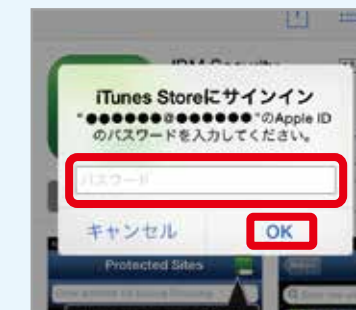 iTunes Storeにサインイン
"●●●●●●@●●●●●●"のApple ID
のパスワードを入力してください。
パスワード
キャンセル
OK
Protected Sites